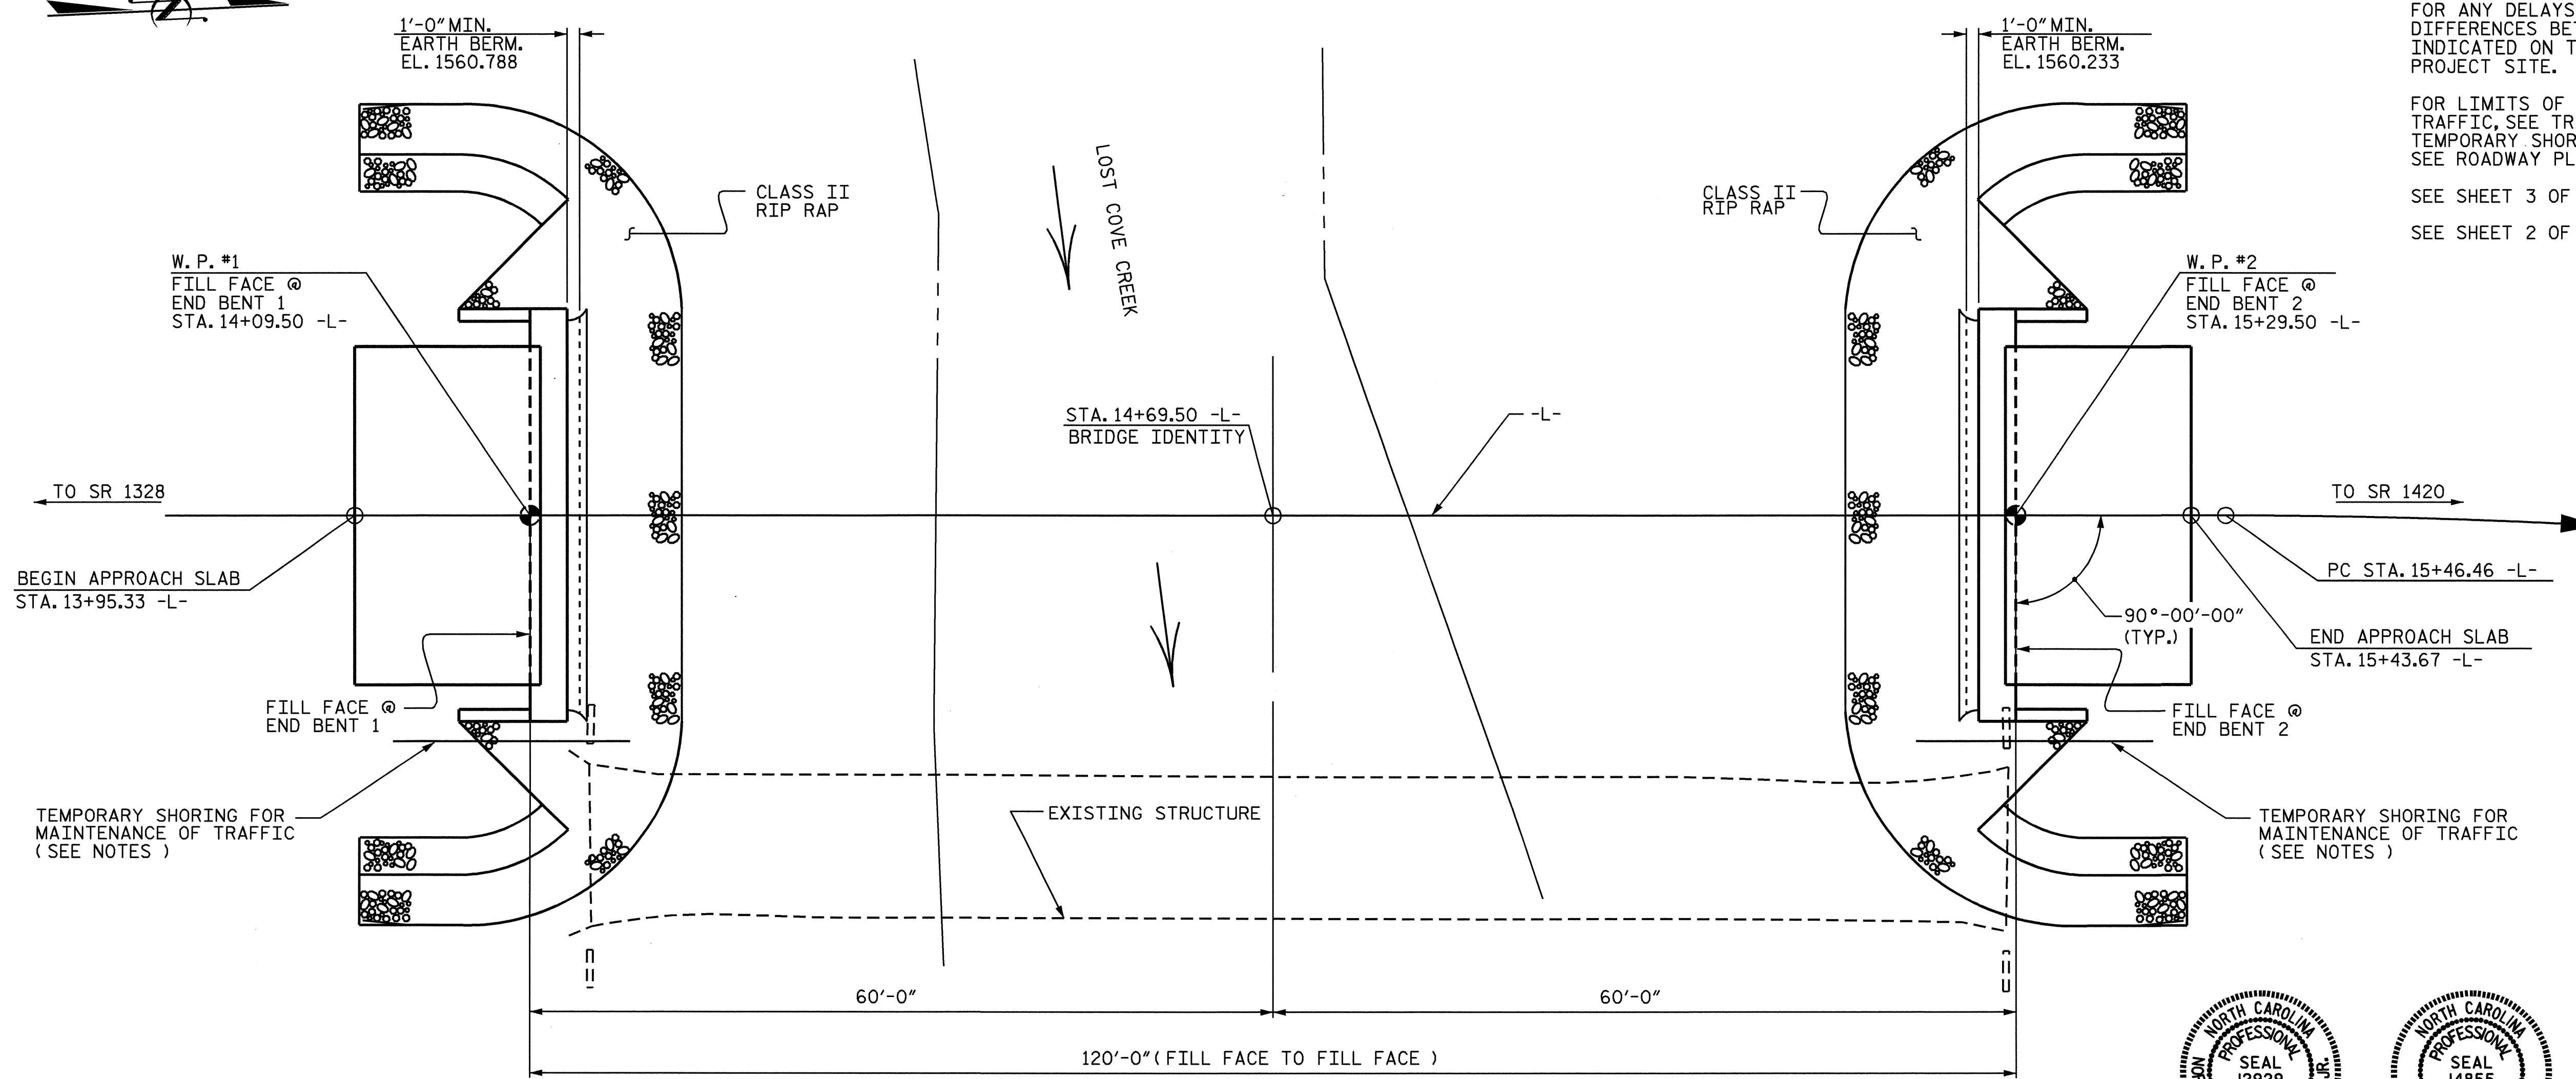 1'-0" MIN.
EARTH BERM.
EL. 1560.788
1'-0" MIN.
EARTH BERM.
EL. 1560.233
FOR ANY DELAYS
DIFFERENCES
INDICATED ON
PROJECT SITE.
FOR LIMITS OF
TRAFFIC, SEE
TEMPORARY
SEE ROADWAY
SEE SHEET 3 OF
SEE SHEET 2 OF
CLASS II
RIP RAP
LOST COVE CREEK
CLASS II
RIP RAP
W.P. #1
FILL FACE @
END BENT 1
STA. 14+09.50 -L-
W.P. #2
FILL FACE @
END BENT 2
STA. 15+29.50 -L-
STA. 14+69.50 -L-
BRIDGE IDENTITY
-L-
TO SR 1328
TO SR 1420
BEGIN APPROACH SLAB
STA. 13+95.33 -L-
PC STA. 15+46.46 -L-
90°-00'-00"
(TYP.)
END APPROACH SLAB
STA. 15+43.67 -L-
FILL FACE @
END BENT 1
FILL FACE @
END BENT 2
TEMPORARY SHORING FOR
MAINTENANCE OF TRAFFIC
( SEE NOTES )
EXISTING STRUCTURE
TEMPORARY SHORING FOR
MAINTENANCE OF TRAFFIC
( SEE NOTES )
60'-0"
60'-0"
120'-0" ( FILL FACE TO FILL FACE )
NORTH CAROLINA
PROFESSIONAL
SEAL
JR.
NORTH CAROLINA
PROFESSIONAL
SEAL